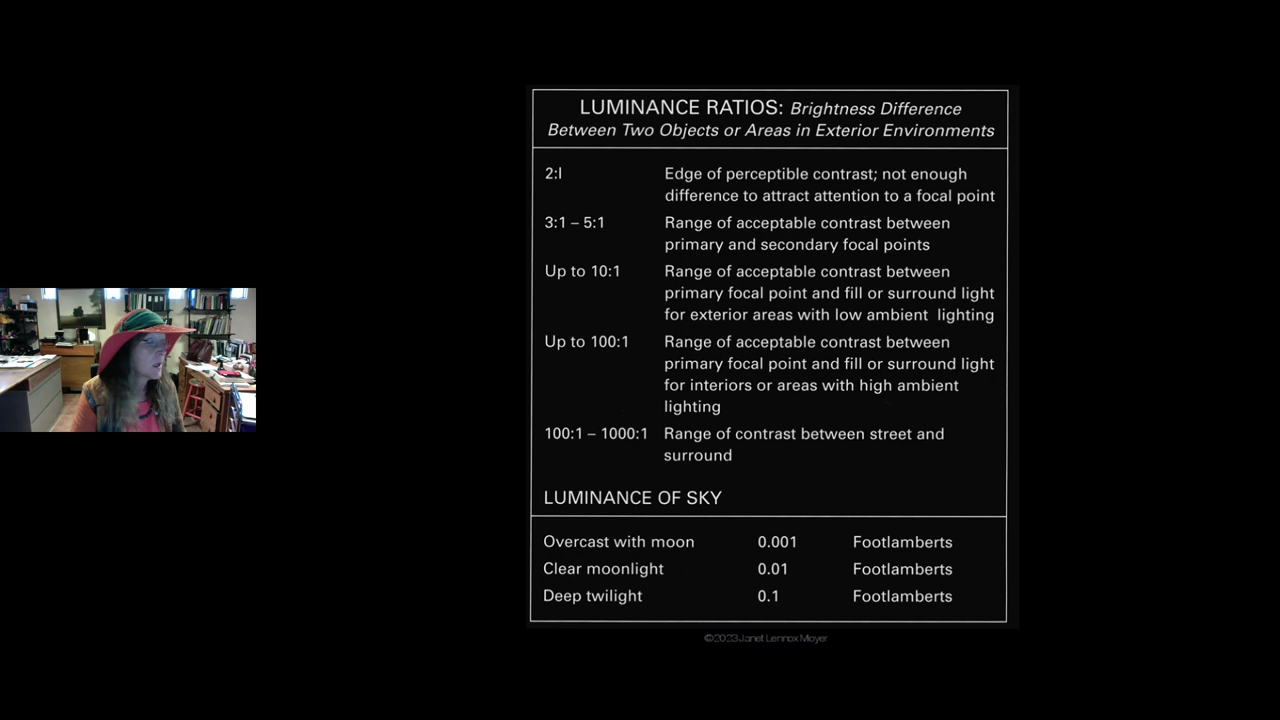 LUMINANCE RATIOS: Brightness Difference
Between Two Objects or Areas in Exterior Environments
2:1 Edge of perceptible contrast; not enough
difference to attract attention to a focal point
3:1 – 5:1 Range of acceptable contrast between
primary and secondary focal points
Up to 10:1 Range of acceptable contrast between
primary focal point and fill or surround light
for exterior areas with low ambient lighting
Up to 100:1 Range of acceptable contrast between
primary focal point and fill or surround light
for interiors or areas with high ambient
lighting
100:1 – 1000:1 Range of contrast between street and
surround
LUMINANCE OF SKY
Overcast with moon 0.001 Footlamberts
Clear moonlight 0.01 Footlamberts
Deep twilight 0.1 Footlamberts
©2023 Janet Lennox Moyer